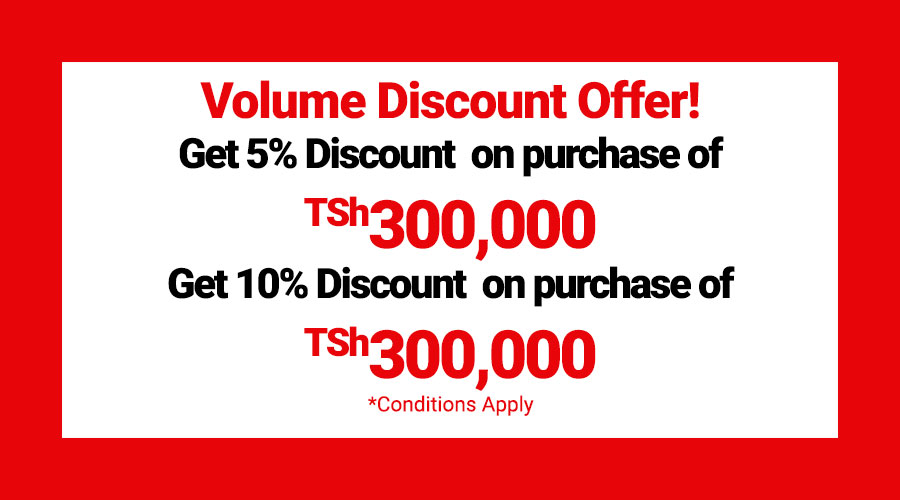 Volume Discount Offer!
Get 5% Discount on purchase of
TSh300,000
Get 10% Discount on purchase of
TSh300,000
*Conditions Apply